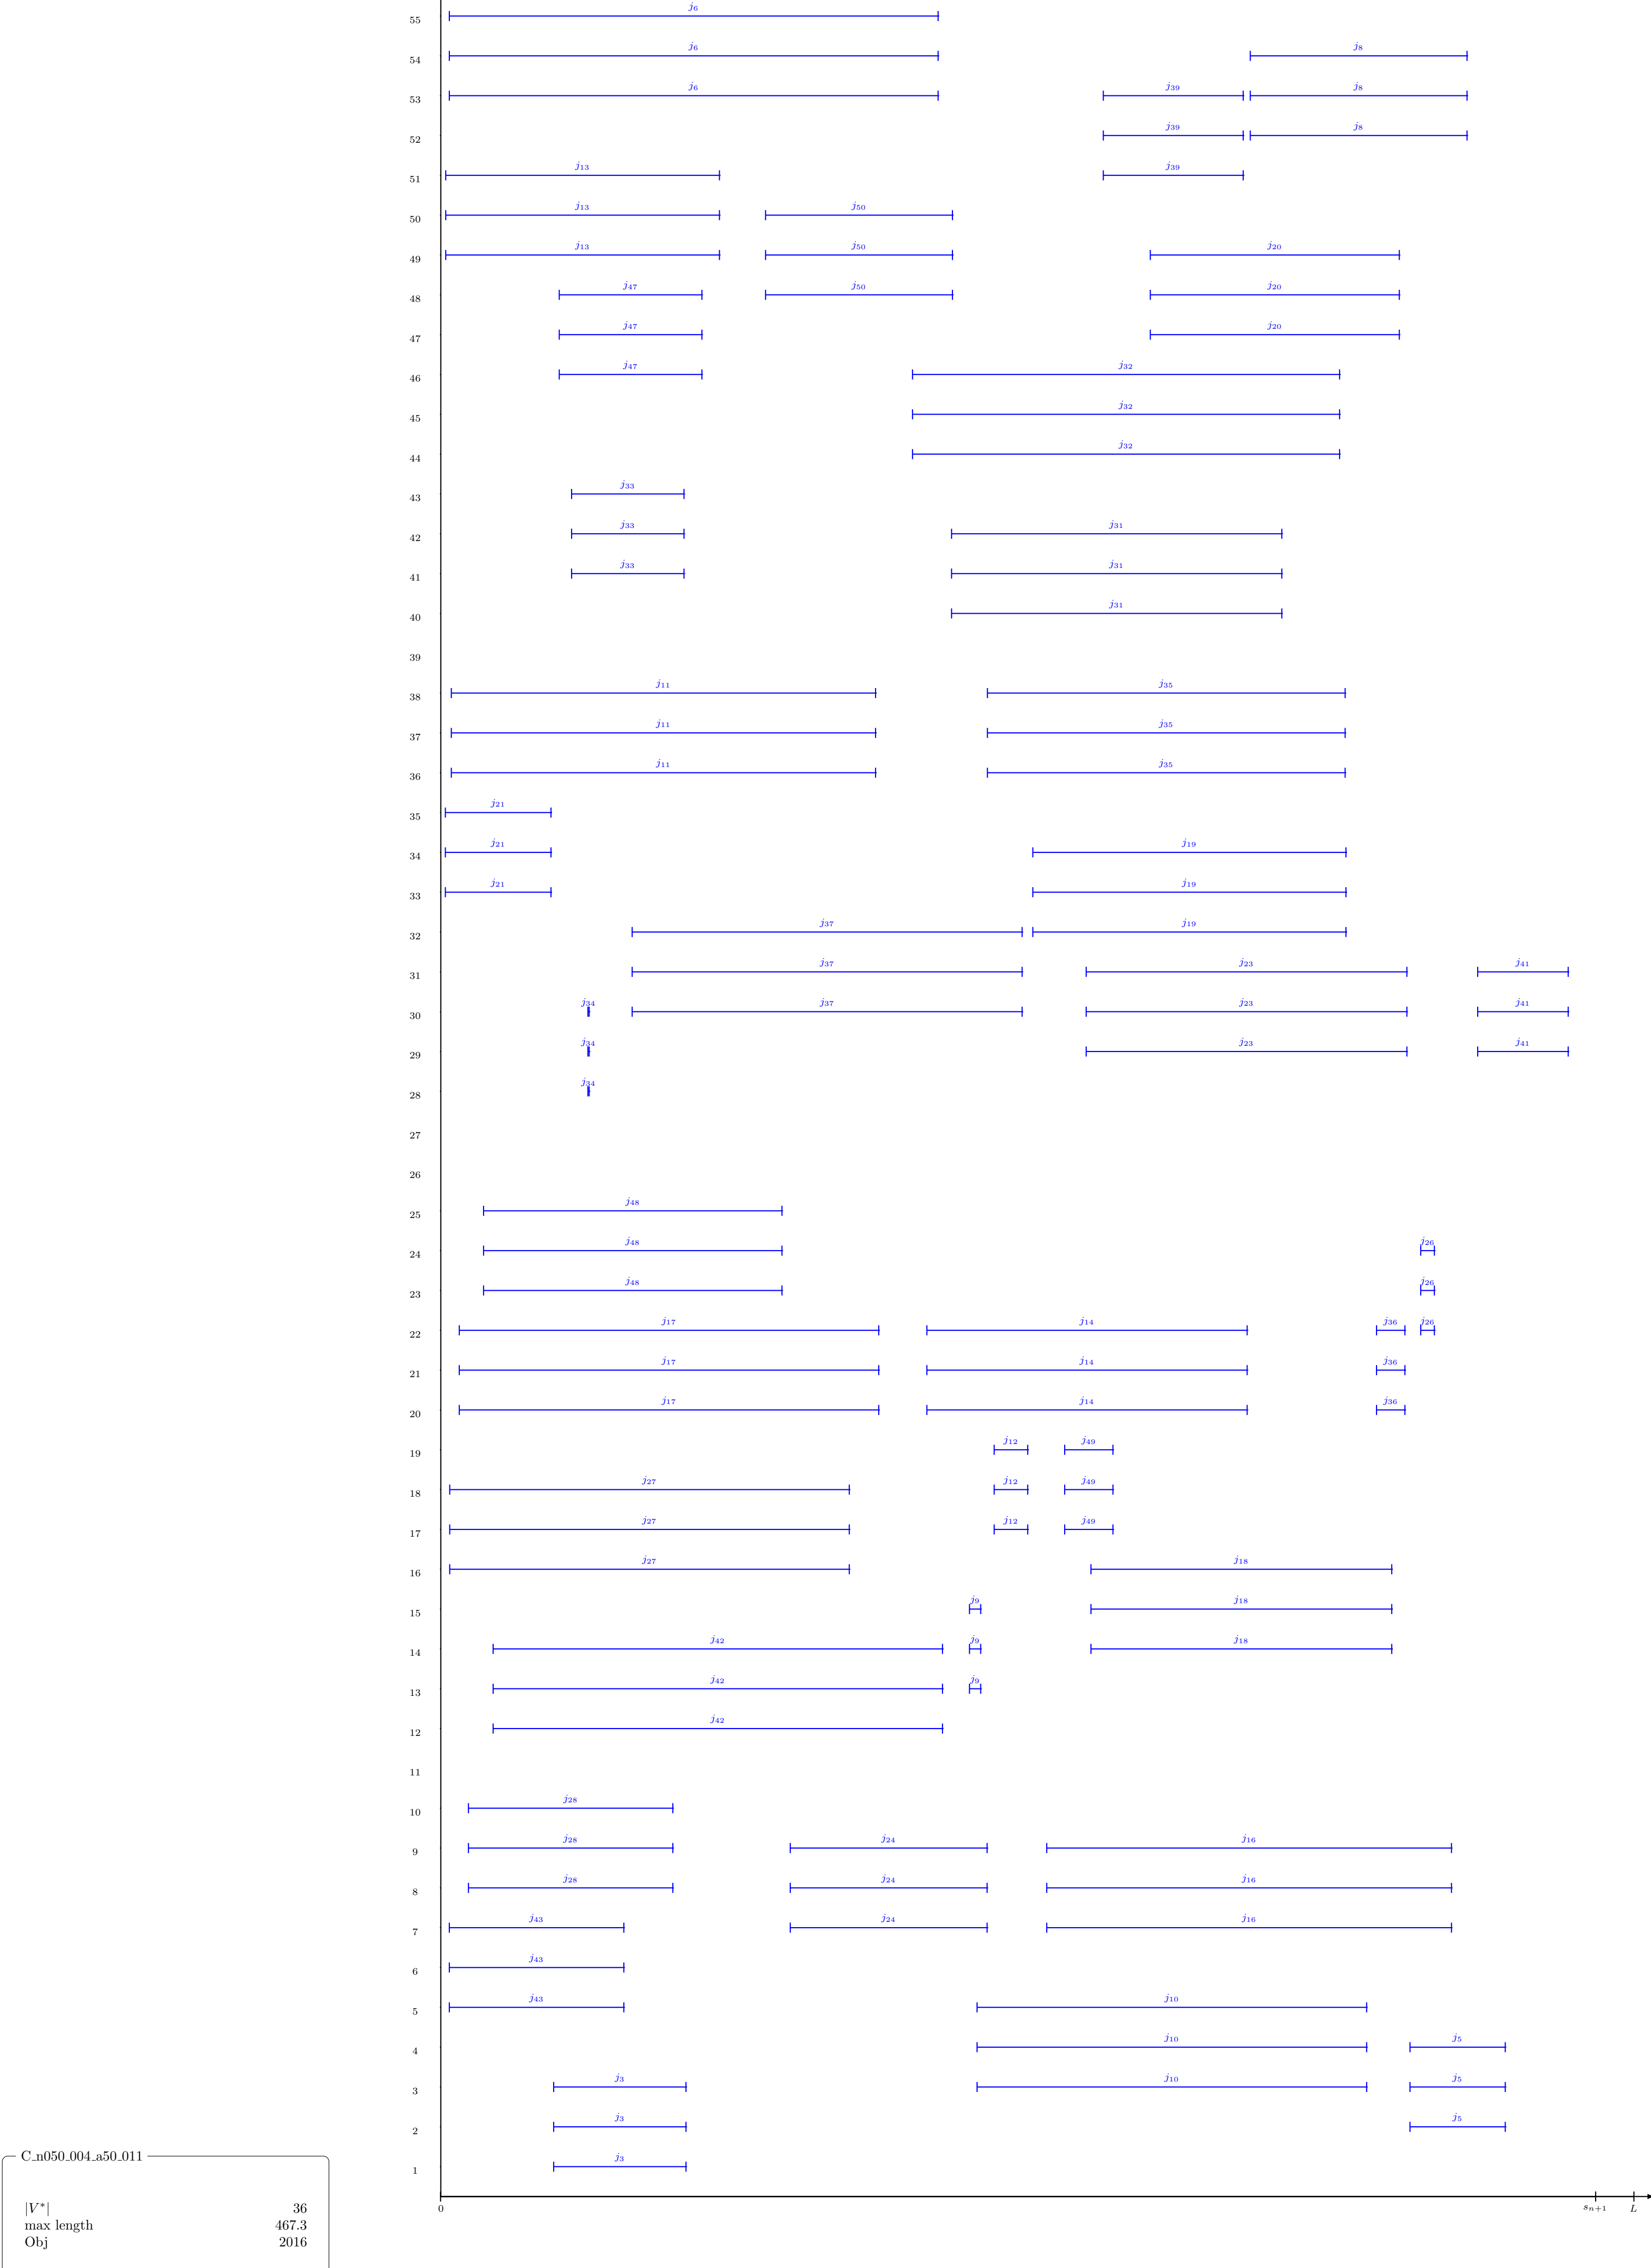 j6
55
j6 j8
54
j6 j39 j8
53
j39 j8
52
j13 j39
51
j13 j50
50
j13 j50 j20
49
j47 j50 j20
48
j47 j20
47
j47 j32
46
j32
45
j32
44
j33
43
j33 j31
42
j33 j31
41
j31
40
39
j11 j35
38
j11 j35
37
j11 j35
36
j21
35
j21 j19
34
j21 j19
33
j37 j19
32
j37 j23 j41
31
j34 j37 j23 j41
30
j34 j23 j41
29
j34
28
27
26
j48
25
j48 j26
24
j48 j26
23
j17 j14 j36 j26
22
j17 j14 j36
21
j17 j14 j36
20
j12 j49
19
j27 j12 j49
18
j27 j12 j49
17
j27 j18
16
j9 j18
15
j42 j9 j18
14
j42 j9
13
j42
12
11
j28
10
j28 j24 j16
9
j28 j24 j16
8
j43 j24 j16
7
j43
6
j43 j10
5
j10 j5
4
j3 j10 j5
3
j3 j5
2
j3
1
0 sn+1 L
C_n050_004_a50_011
|V*| 36
max length 467.3
Obj 2016